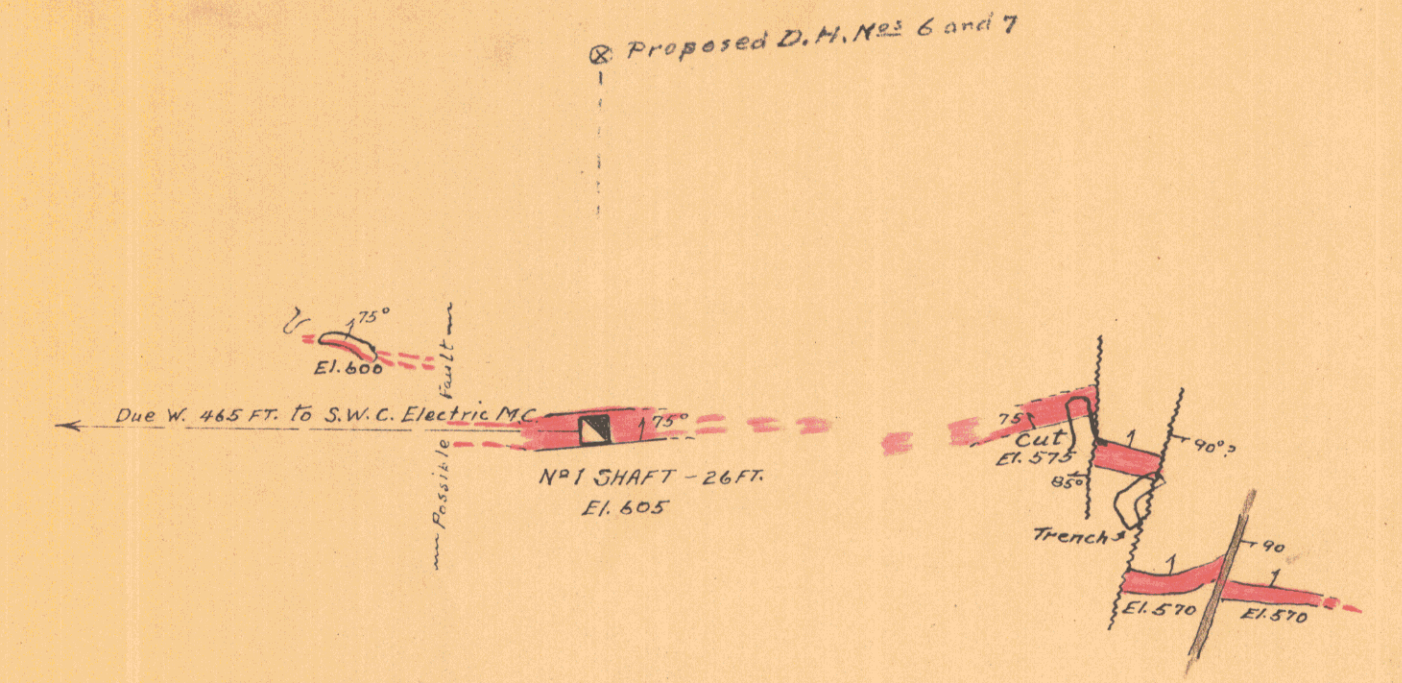 Proposed D.H. Nos 6 and 7
75°
El. 600
Possible Fault
Due W. 465 FT. to S.W.C. Electric M.C.
75°
No 1 SHAFT - 26 FT.
El. 605
75
Cut
El. 575
85°
90°?
Trench
90
El. 570
El. 570